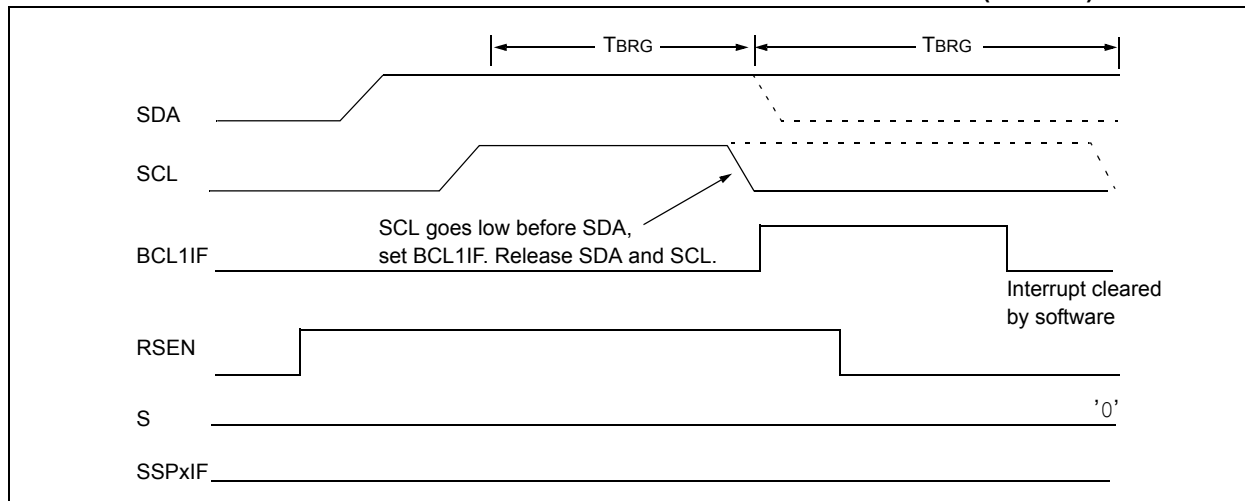 TBRG TBRG
SDA
SCL
SCL goes low before SDA,
set BCL1IF. Release SDA and SCL.
BCL1IF
Interrupt cleared
by software
RSEN
S '0'
SSPxIF